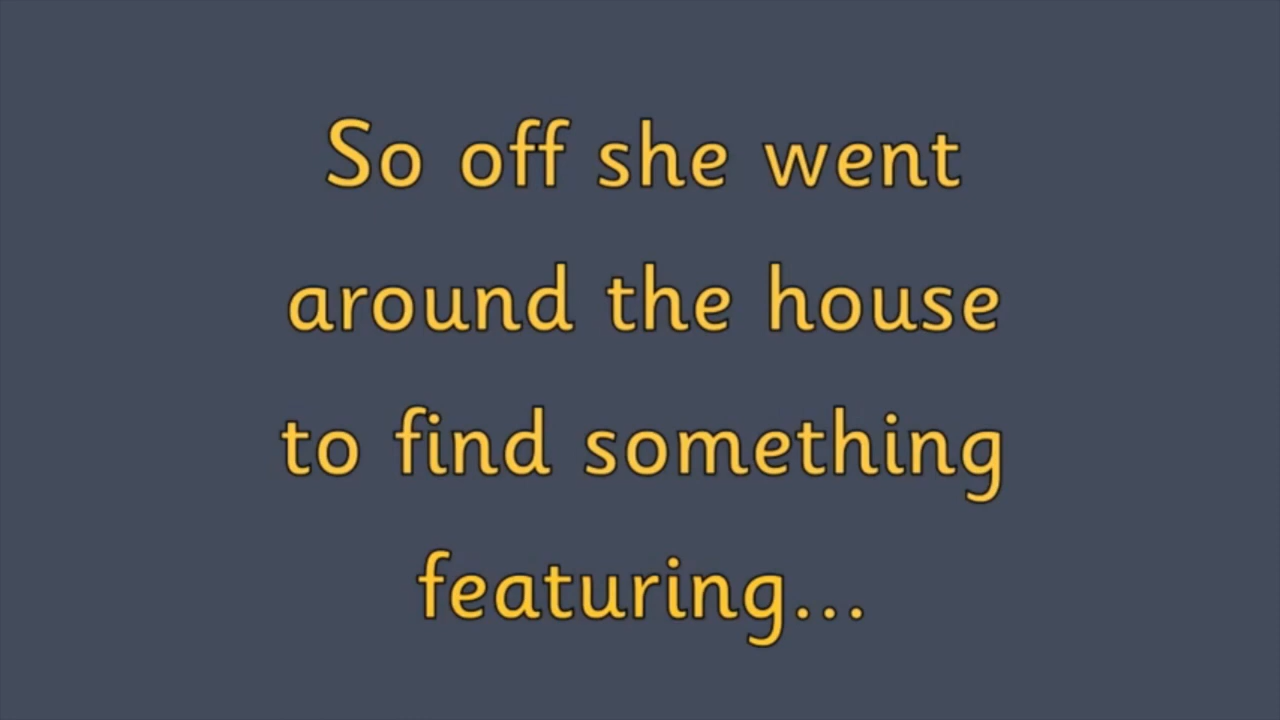 So off she went
around the house
to find something
featuring...